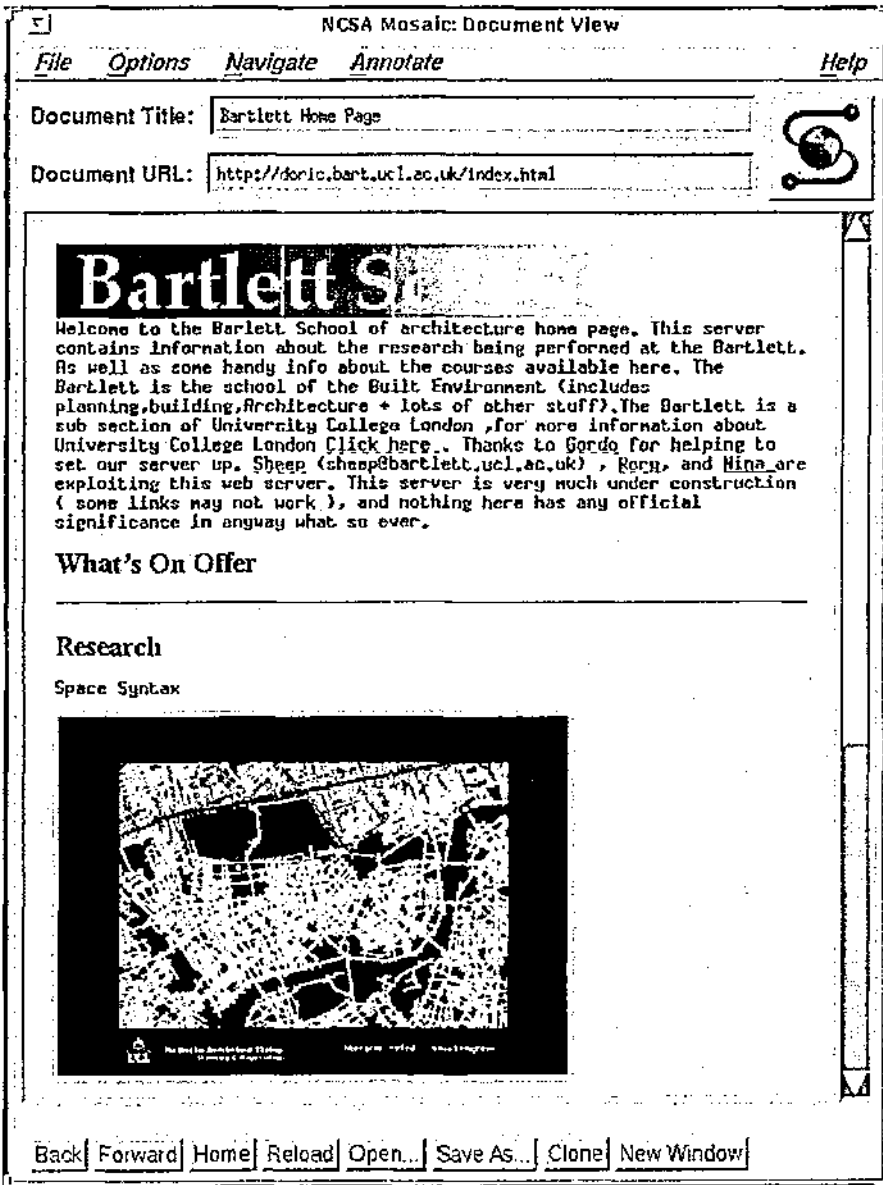 NCSA Mosaic: Document View
File Options Navigate Annotate Help
Document Title: Bartlett Home Page
Document URL: http://doric.bart.ucl.ac.uk/index.html
Bartlett S
Welcome to the Barlett School of architecture home page. This server
contains information about the research being performed at the Bartlett.
As well as some handy info about the courses available here. The
Bartlett is the school of the Built Environment (includes
planning,building,Architecture + lots of other stuff).The Bartlett is a
sub section of University College London ,for more information about
University College London Click here . Thanks to Gordo for helping to
set our server up. Sheep (sheep@bartlett.ucl.ac.uk) , Rory, and Nina are
exploiting this web server. This server is very much under construction
( some links may not work ), and nothing here has any official
significance in anyway what so ever.
What's On Offer
Research
Space Syntax
Back Forward Home Reload Open... Save As... Clone New Window